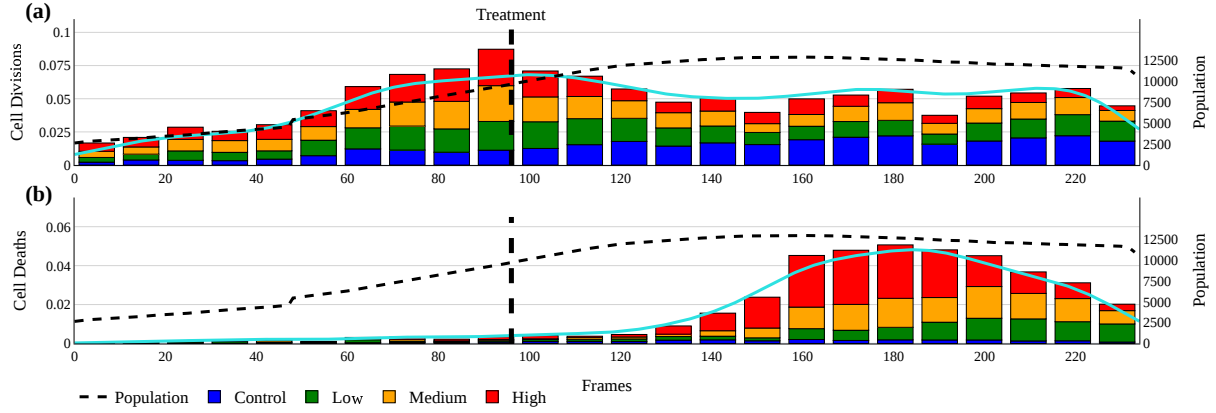 (a)
Treatment
Cell Divisions
0.1
0.075
0.05
0.025
0
12500
10000
7500
5000
2500
0
Population
0 20 40 60 80 100 120 140 160 180 200 220
(b)
Cell Deaths
0.06
0.04
0.02
0
12500
10000
7500
5000
2500
0
Population
0 20 40 60 80 100 120 140 160 180 200 220
Frames
Population Control Low Medium High